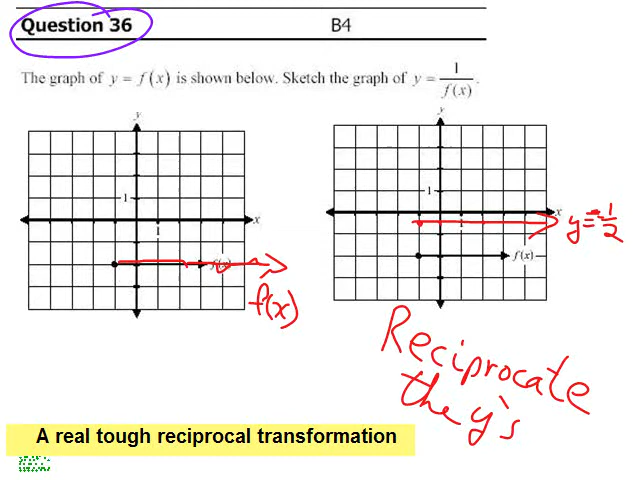 Question 36 B4
The graph of y = f(x) is shown below. Sketch the graph of y = 1/f(x).
y
1
x
1
f(x)
f(x)
y
1
x
1
y = -1/2
f(x)
Reciprocate
the y's
A real tough reciprocal transformation